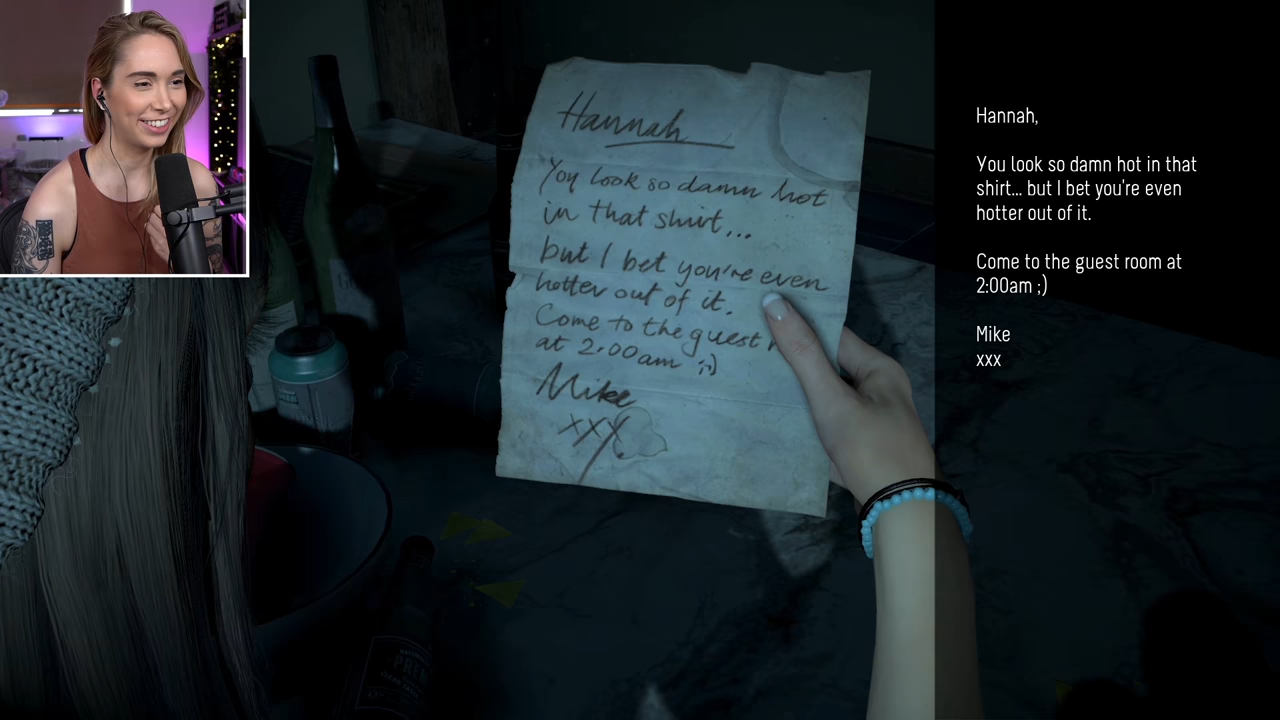 Hannah
You look so damn hot
in that shirt...
but I bet you're even
hotter out of it.
Come to the guest
at 2.00am ;)
Mike
xxx
Hannah,
You look so damn hot in that
shirt... but I bet you're even
hotter out of it.
Come to the guest room at
2:00am ;)
Mike
xxx